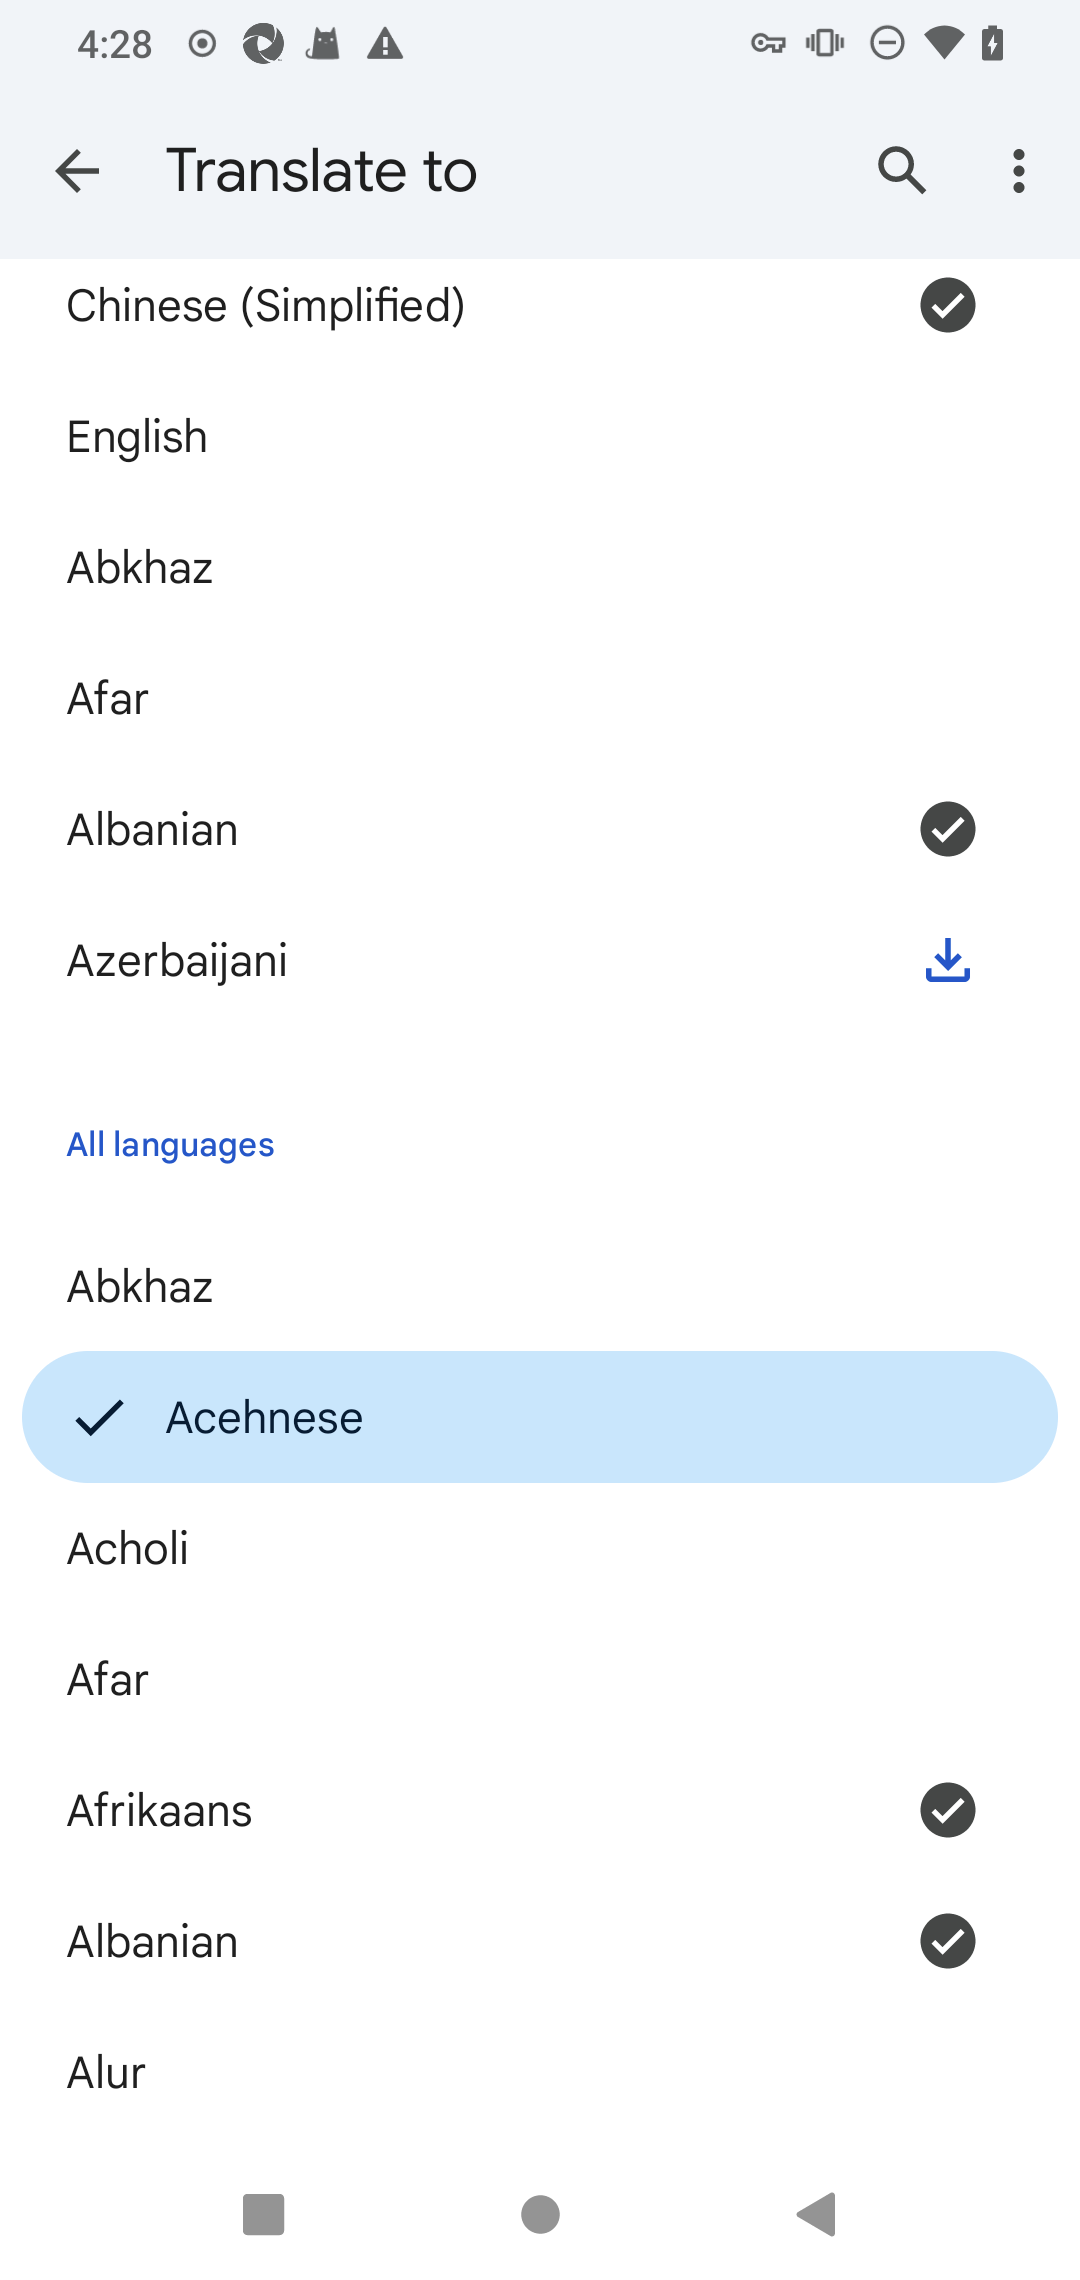 4:28
Translate to
Chinese (Simplified)
English
Abkhaz
Afar
Albanian
Azerbaijani
All languages
Abkhaz
Acehnese
Acholi
Afar
Afrikaans
Albanian
Alur